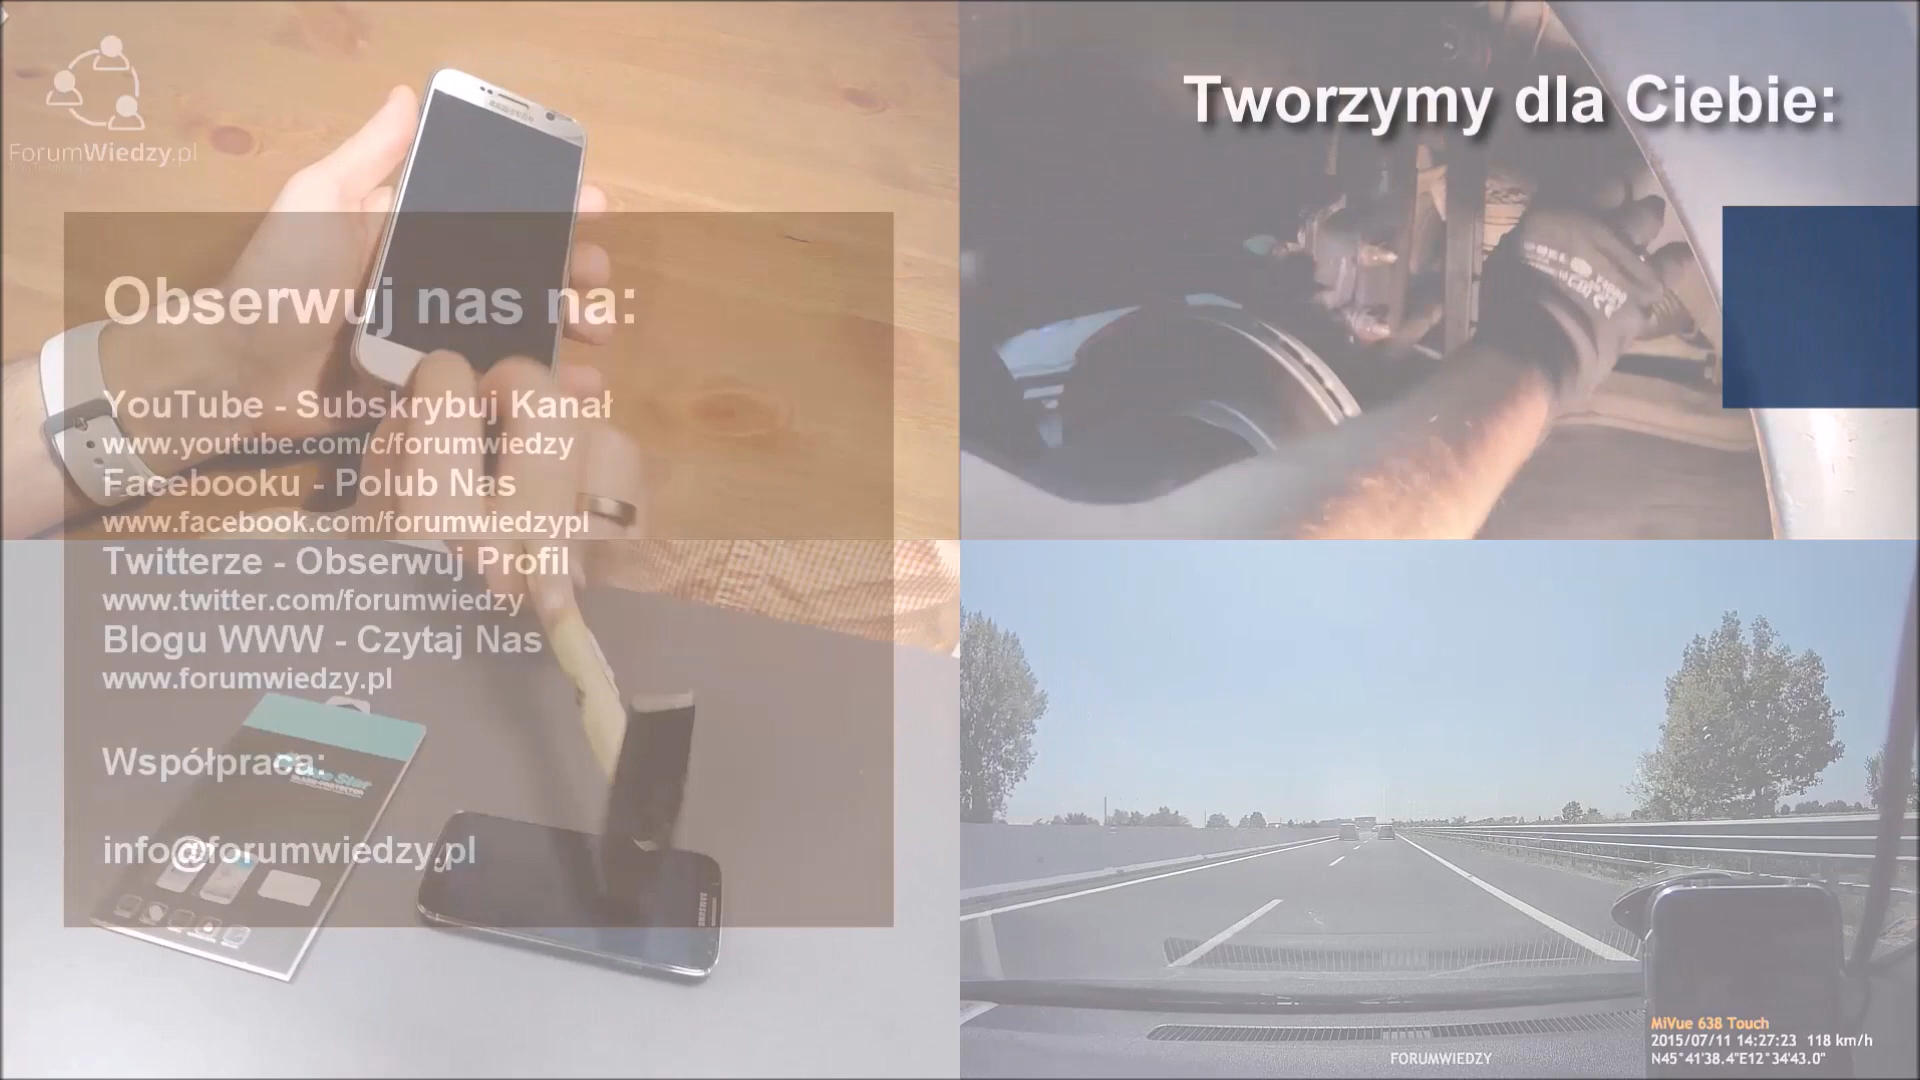 ForumWiedzy.pl
SAMSUNG
Tworzymy dla Ciebie:
Obserwuj nas na:
YouTube - Subskrybuj Kanał
www.youtube.com/c/forumwiedzy
Facebooku - Polub Nas
www.facebook.com/forumwiedzypl
Twitterze - Obserwuj Profil
www.twitter.com/forumwiedzy
Blogu WWW - Czytaj Nas
www.forumwiedzy.pl
Współpraca:
info@forumwiedzy.pl
SAMSUNG
MiVue 638 Touch
2015/07/11 14:27:23 118 km/h
N45°41'38.4"E12°34'43.0"
FORUMWIEDZY